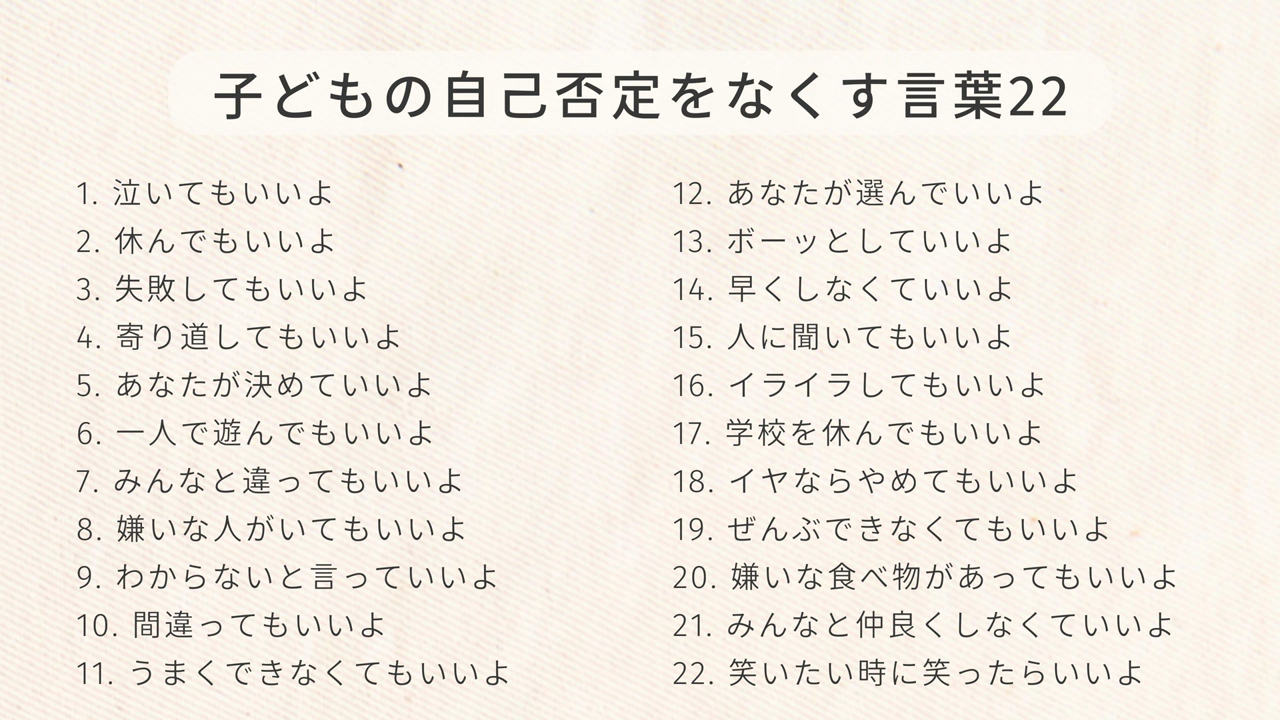 子どもの自己否定をなくす言葉22
1. 泣いてもいいよ
2. 休んでもいいよ
3. 失敗してもいいよ
4. 寄り道してもいいよ
5. あなたが決めていいよ
6. 一人で遊んでもいいよ
7. みんなと違ってもいいよ
8. 嫌いな人がいてもいいよ
9. わからないと言っていいよ
10. 間違ってもいいよ
11. うまくできなくてもいいよ
12. あなたが選んでいいよ
13. ボーッとしていいよ
14. 早くしなくていいよ
15. 人に聞いてもいいよ
16. イライラしてもいいよ
17. 学校を休んでもいいよ
18. イヤならやめてもいいよ
19. ぜんぶできなくてもいいよ
20. 嫌いな食べ物があってもいいよ
21. みんなと仲良くしなくていいよ
22. 笑いたい時に笑ったらいいよ